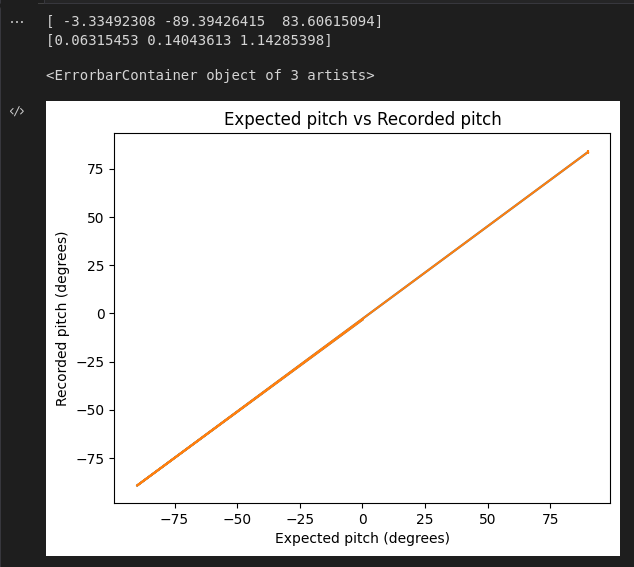 [ -3.33492308 -89.39426415  83.60615094]
[0.06315453 0.14043613 1.14285398]
<ErrorbarContainer object of 3 artists>
Expected pitch vs Recorded pitch
75
50
25
0
−25
−50
−75
Recorded pitch (degrees)
−75 −50 −25 0 25 50 75
Expected pitch (degrees)